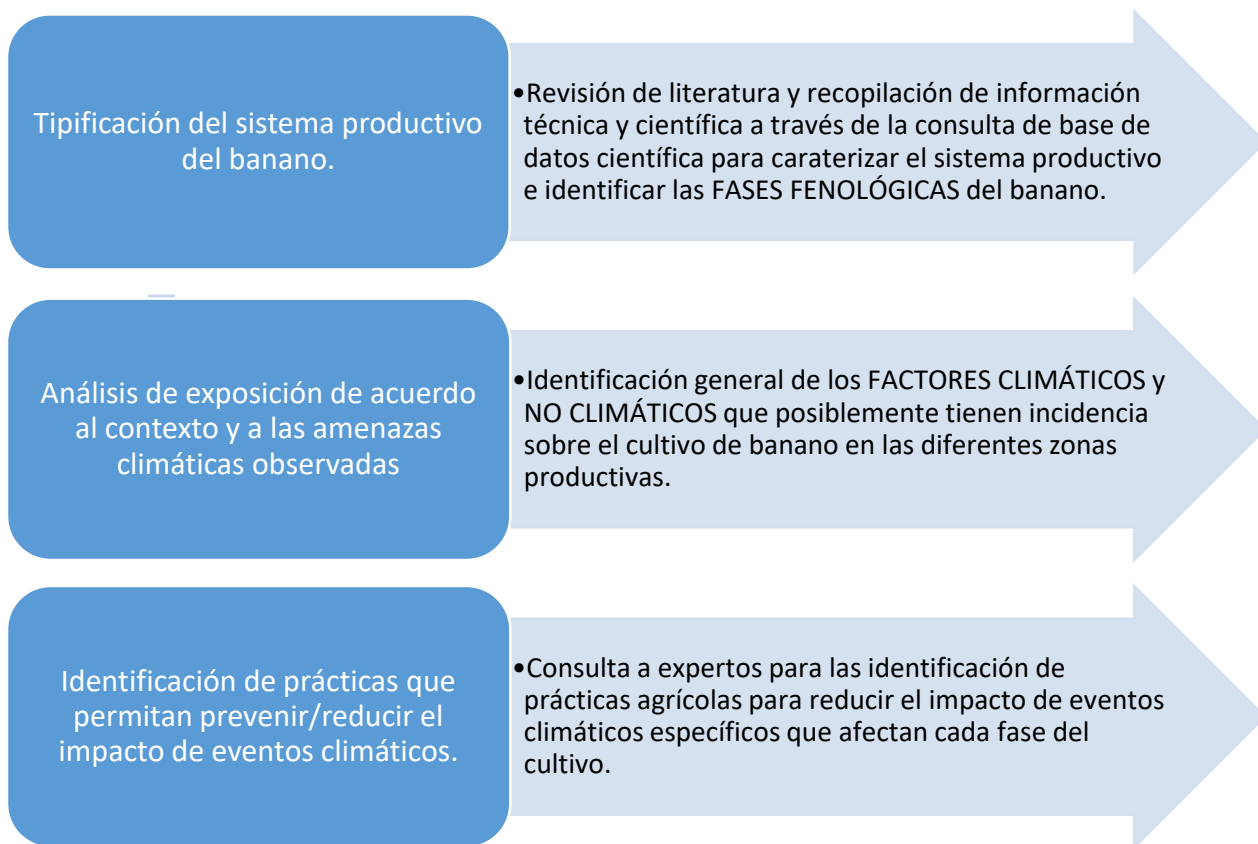 Tipificación del sistema productivo
del banano.
•Revisión de literatura y recopilación de información
técnica y científica a través de la consulta de base de
datos científica para caraterizar el sistema productivo
e identificar las FASES FENOLÓGICAS del banano.
Análisis de exposición de acuerdo
al contexto y a las amenazas
climáticas observadas
•Identificación general de los FACTORES CLIMÁTICOS y
NO CLIMÁTICOS que posiblemente tienen incidencia
sobre el cultivo de banano en las diferentes zonas
productivas.
Identificación de prácticas que
permitan prevenir/reducir el
impacto de eventos climáticos.
•Consulta a expertos para las identificación de
prácticas agrícolas para reducir el impacto de eventos
climáticos específicos que afectan cada fase del
cultivo.